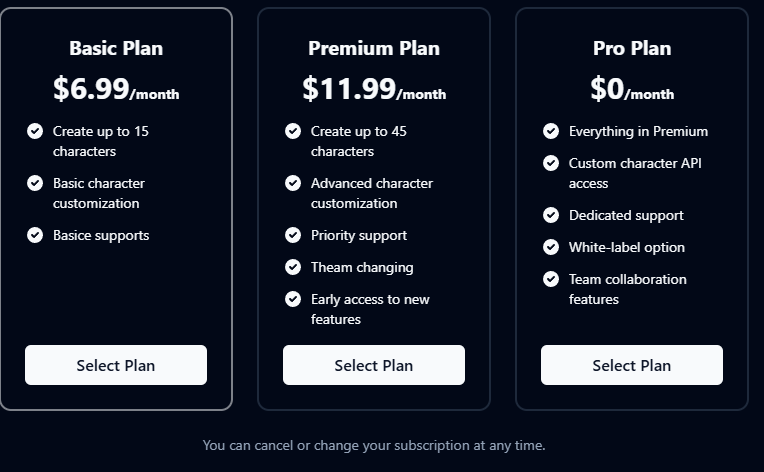 Basic Plan
$6.99/month
Create up to 15
characters
Basic character
customization
Basice supports
Select Plan
Premium Plan
$11.99/month
Create up to 45
characters
Advanced character
customization
Priority support
Theam changing
Early access to new
features
Select Plan
Pro Plan
$0/month
Everything in Premium
Custom character API
access
Dedicated support
White-label option
Team collaboration
features
Select Plan
You can cancel or change your subscription at any time.